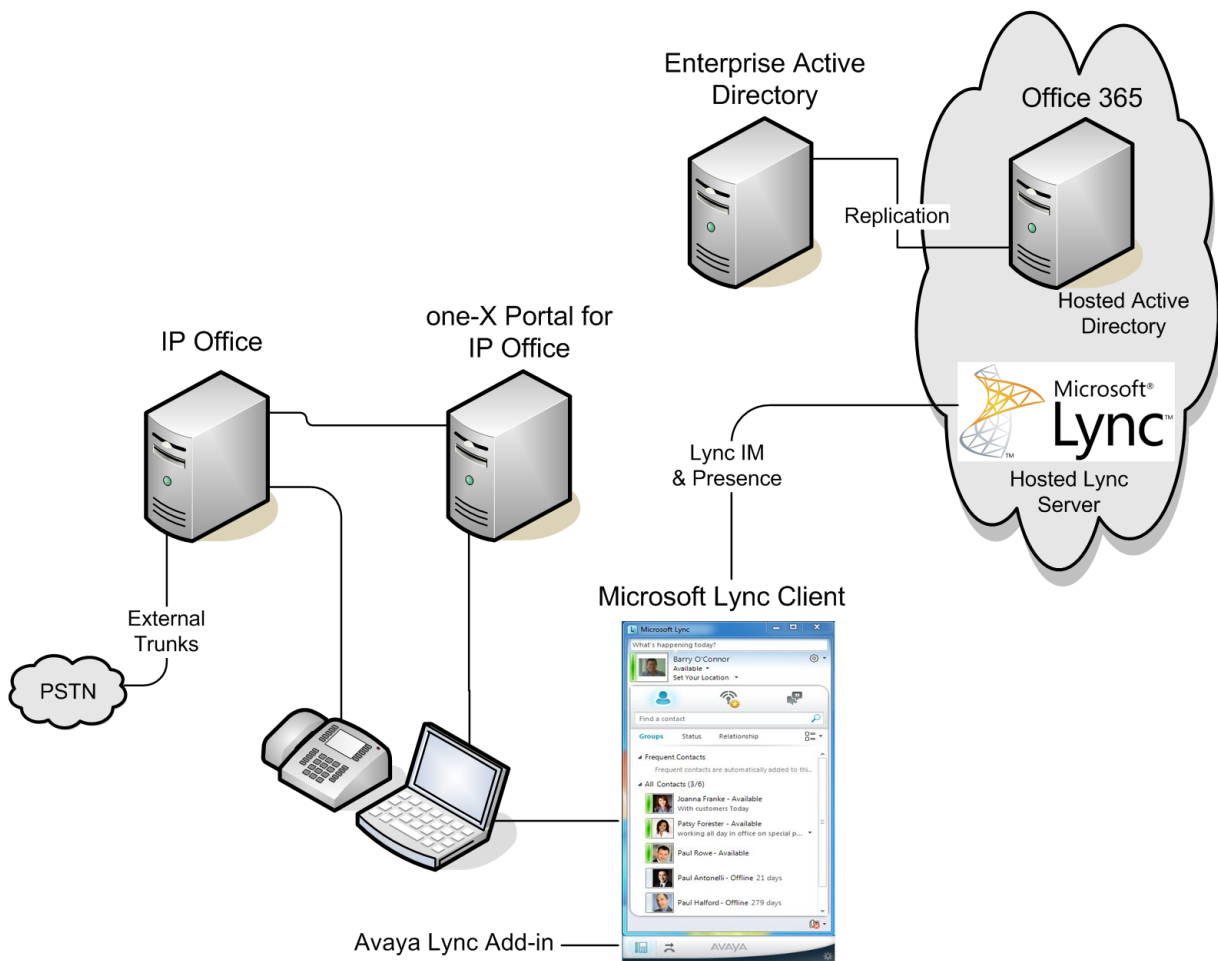 Enterprise Active
Directory
Office 365
Replication
Hosted Active
Directory
one-X Portal for
IP Office
IP Office
Microsoft®
Lync™
TM
Hosted Lync
Server
Lync IM
& Presence
External
Trunks
PSTN
Microsoft Lync Client
L Microsoft Lync
What's happening today?
Barry O'Connor
Available
Set Your Location
Find a contact
Groups Status Relationship
Frequent Contacts
Frequent contacts are automatically added to thi...
All Contacts (3/6)
Joanna Franke - Available
With customers Today
Patsy Forester - Available
working all day in office on special p...
Paul Rowe - Available
Paul Antonelli - Offline 21 days
Paul Halford - Offline 279 days
Avaya Lync Add-in
AVAYA